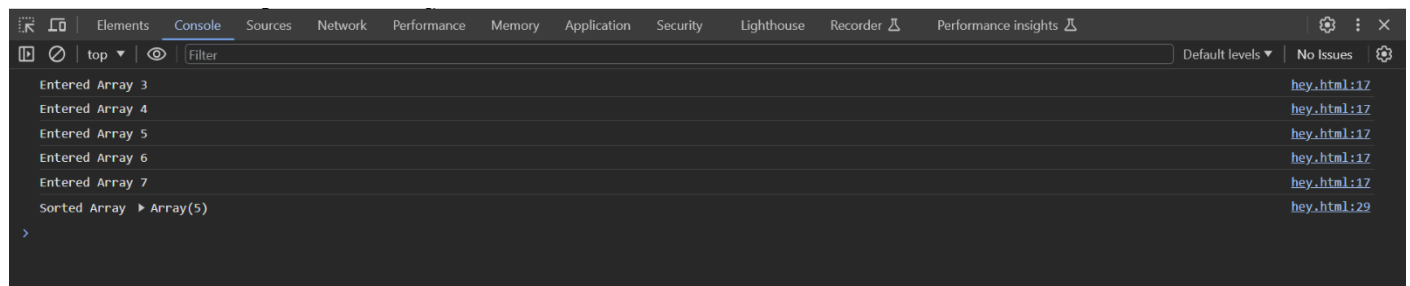 Elements Console Sources Network Performance Memory Application Security Lighthouse Recorder Performance insights
top Filter Default levels No Issues
Entered Array 3 hey.html:17
Entered Array 4 hey.html:17
Entered Array 5 hey.html:17
Entered Array 6 hey.html:17
Entered Array 7 hey.html:17
Sorted Array ▶ Array(5) hey.html:29
>